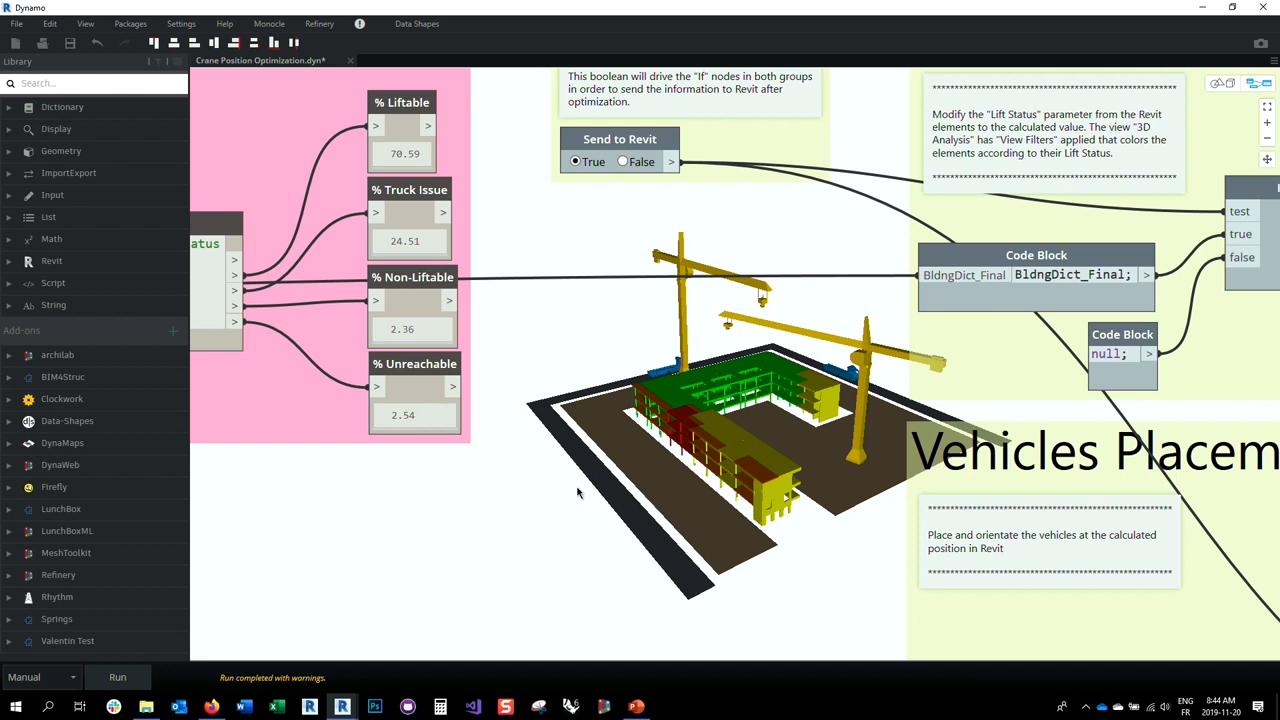 Dynamo
File Edit View Packages Settings Help Monocle Refinery Data Shapes
Library
Crane Position Optimization.dyn*
Search...
Dictionary
Display
Geometry
ImportExport
Input
List
Math
Revit
Script
String
Add-ons
archilab
BIM4Struc
Clockwork
Data-Shapes
DynaMaps
DynaWeb
Firefly
LunchBox
LunchBoxML
MeshToolkit
Refinery
Rhythm
Springs
Valentin Test
atus
>
>
>
>
>
% Liftable
> >
70.59
% Truck Issue
> >
24.51
% Non-Liftable
> >
2.36
% Unreachable
> >
2.54
This boolean will drive the "If" nodes in both groups
in order to send the information to Revit after
optimization.
Send to Revit
True False >
******************************************************
Modify the "Lift Status" parameter from the Revit
elements to the calculated value. The view "3D
Analysis" has "View Filters" applied that colors the
elements according to their Lift Status.
******************************************************
test
true
false
Code Block
BldngDict_Final BldngDict_Final; >
Code Block
null; >
Vehicles Placem
******************************************************
Place and orientate the vehicles at the calculated
position in Revit
******************************************************
Manual Run Run completed with warnings.
ENG
FR
8:44 AM
2019-11-20